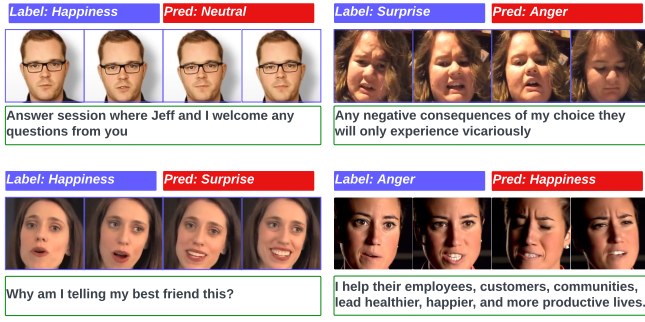 Label: Happiness
Pred: Neutral
Answer session where Jeff and I welcome any
questions from you
Label: Surprise
Pred: Anger
Any negative consequences of my choice they
will only experience vicariously
Label: Happiness
Pred: Surprise
Why am I telling my best friend this?
Label: Anger
Pred: Happiness
I help their employees, customers, communities,
lead healthier, happier, and more productive lives.